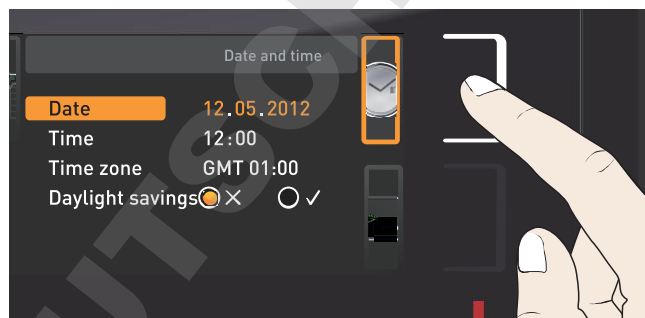 Date and time
Date 12.05.2012
Time 12:00
Time zone GMT 01:00
Daylight savings